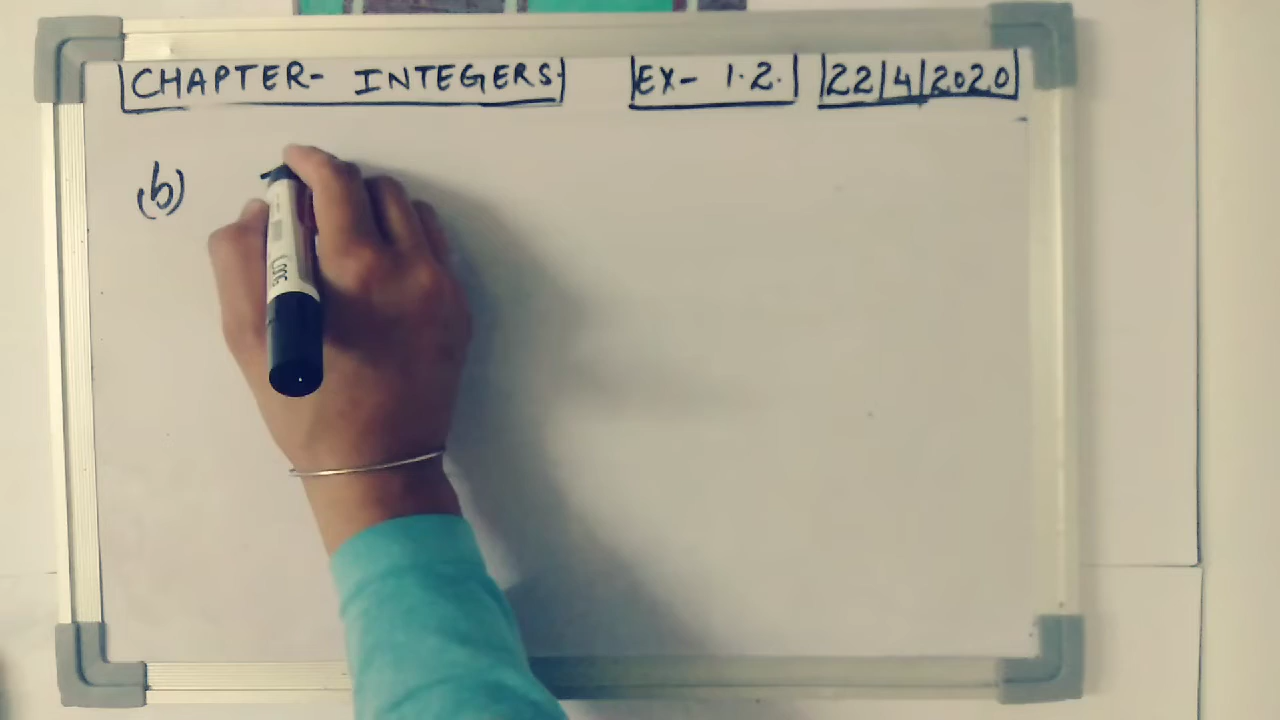 CHAPTER- INTEGERS. EX- 1.2. 22/4/2020
(b)